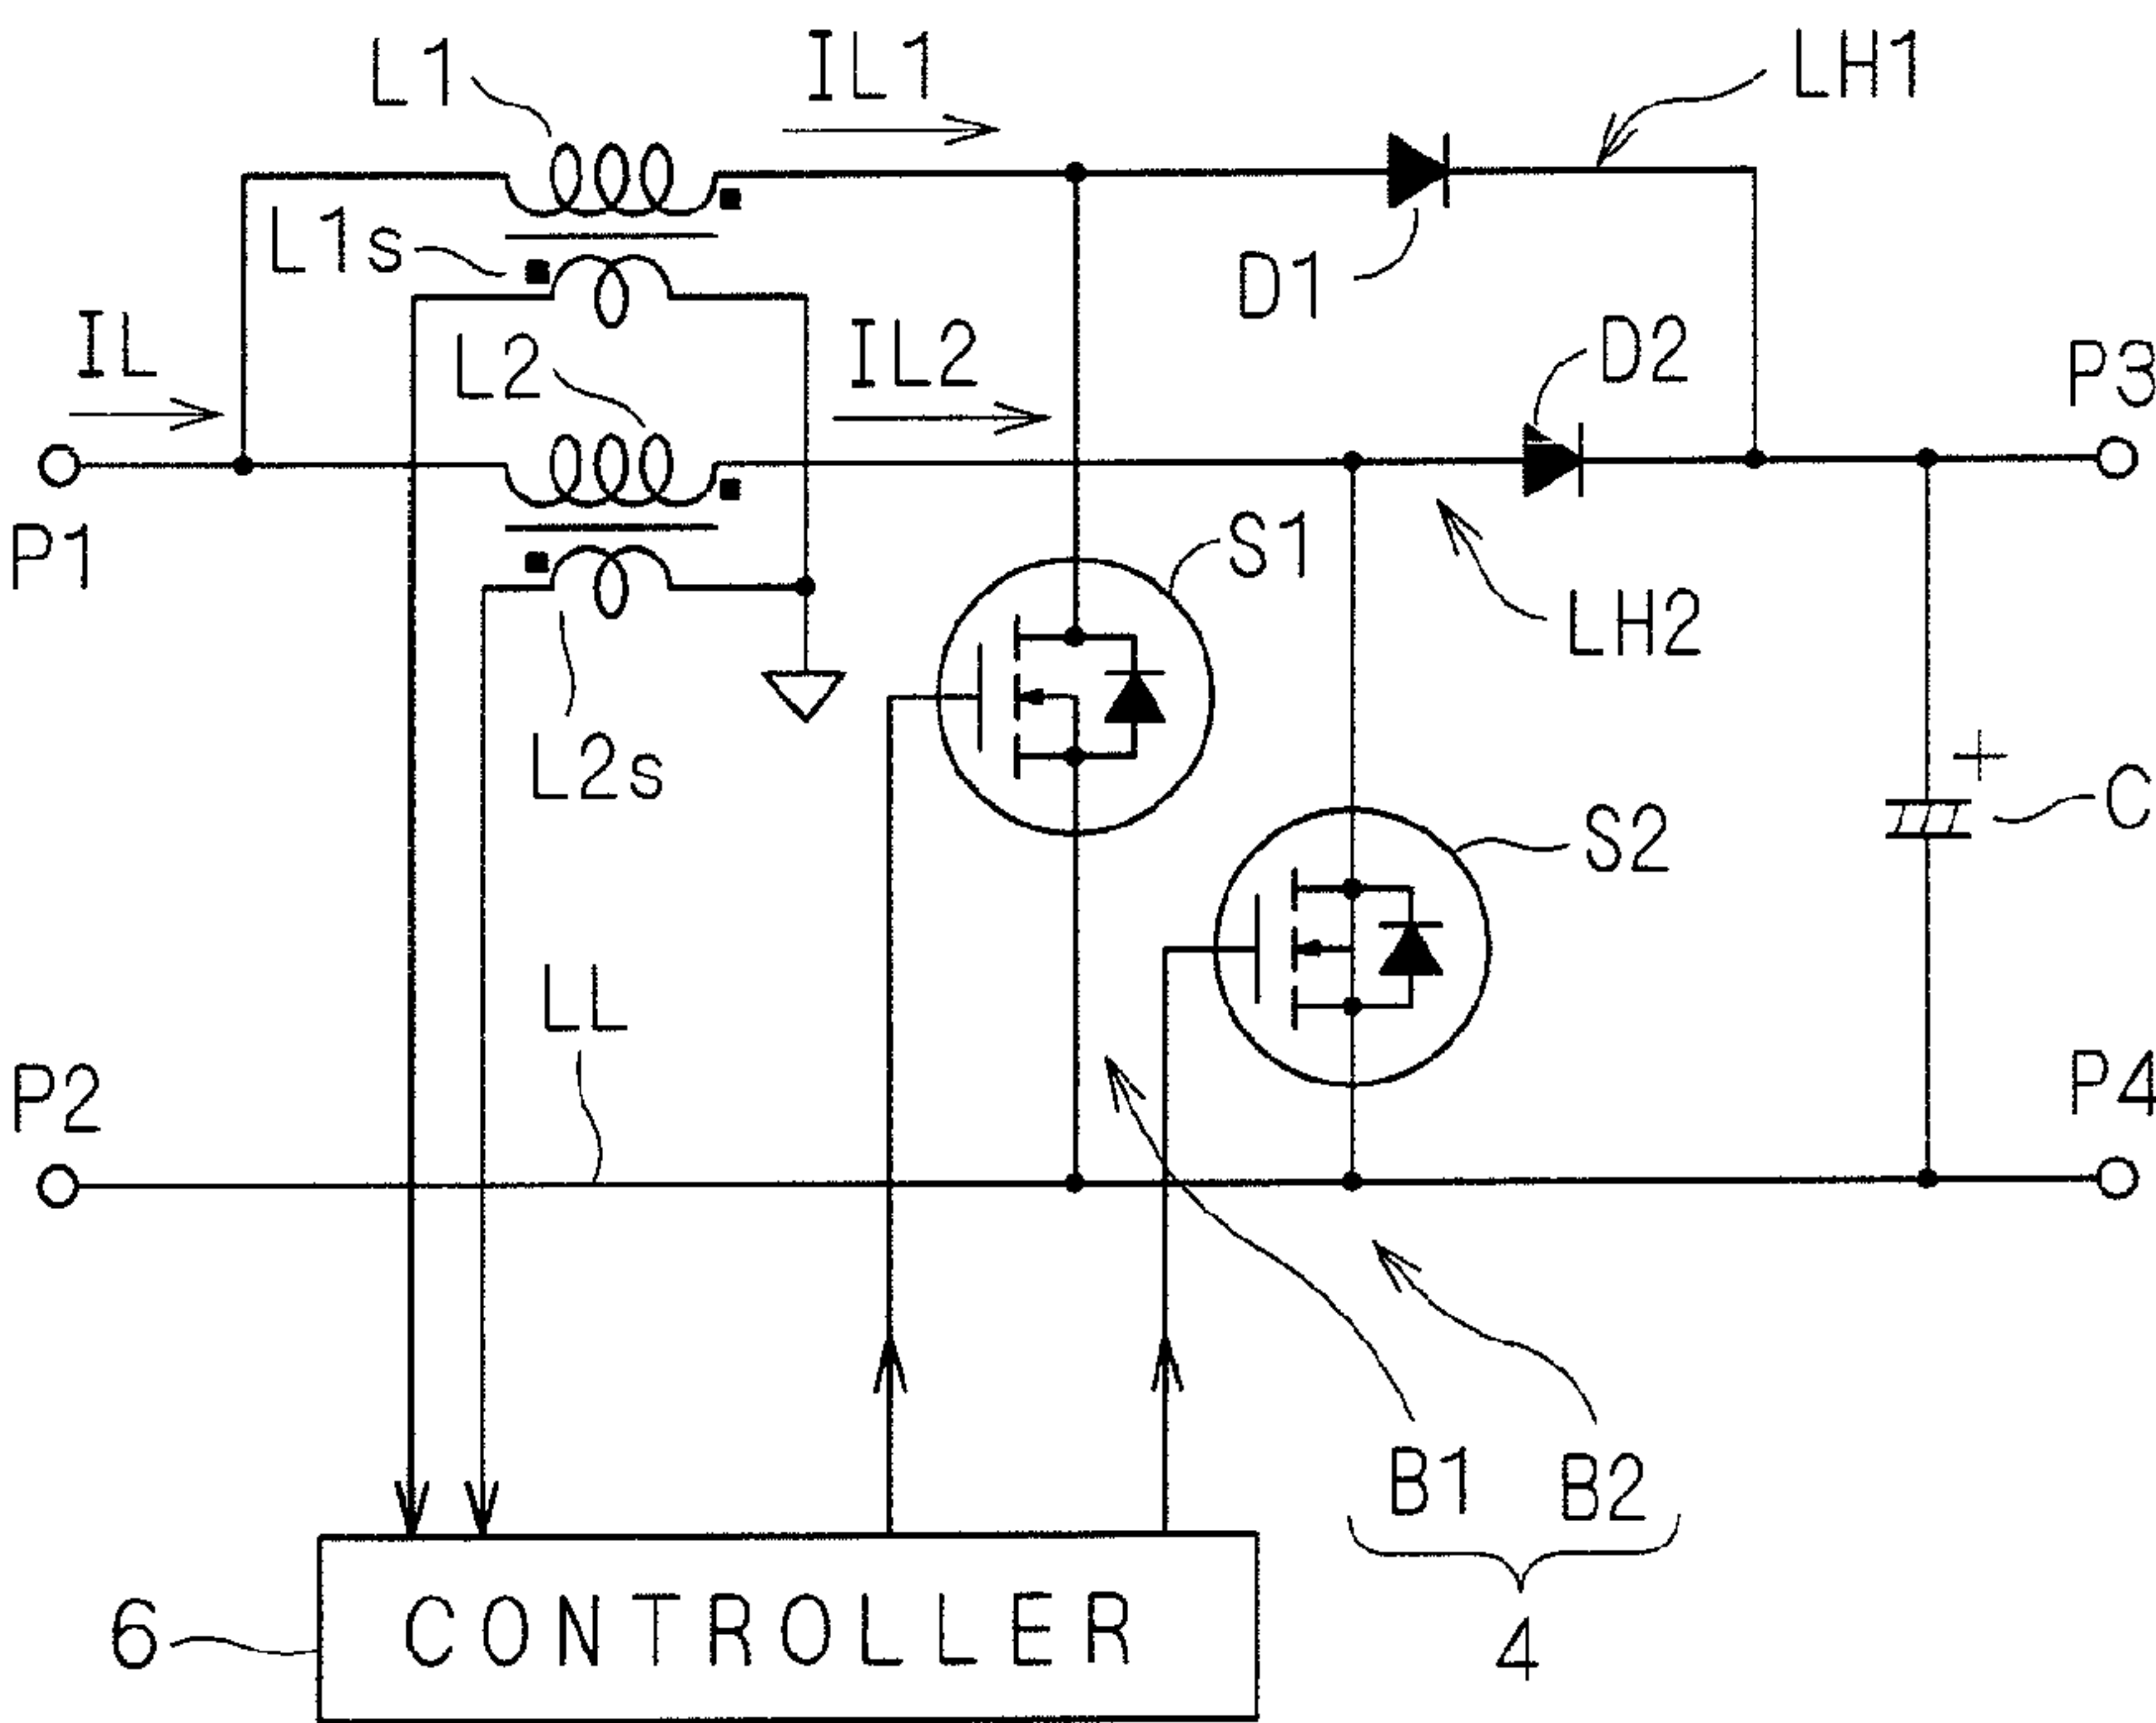 L1
IL1
LH1
L1s
D1
IL
L2
IL2
D2
P3
P1
S1
LH2
L2s
+
C
S2
LL
P2
P4
B1
B2
6
CONTROLLER
4